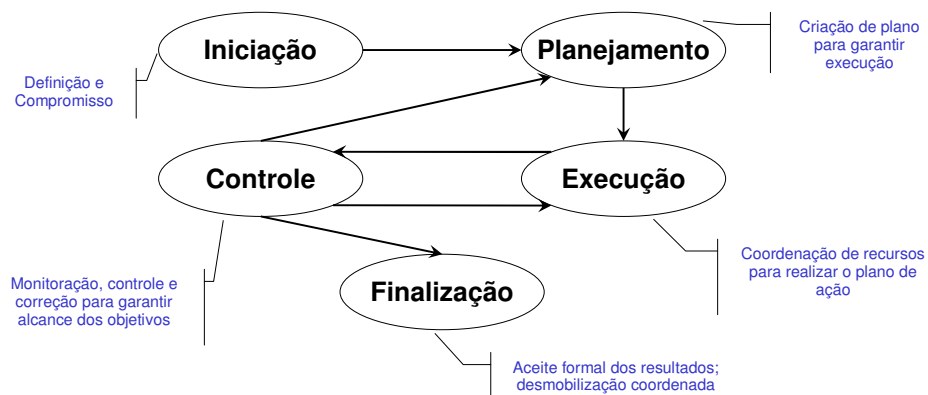 Iniciação
Planejamento
Criação de plano
para garantir
execução
Definição e
Compromisso
Controle
Execução
Monitoração, controle e
correção para garantir
alcance dos objetivos
Coordenação de recursos
para realizar o plano de
ação
Finalização
Aceite formal dos resultados;
desmobilização coordenada